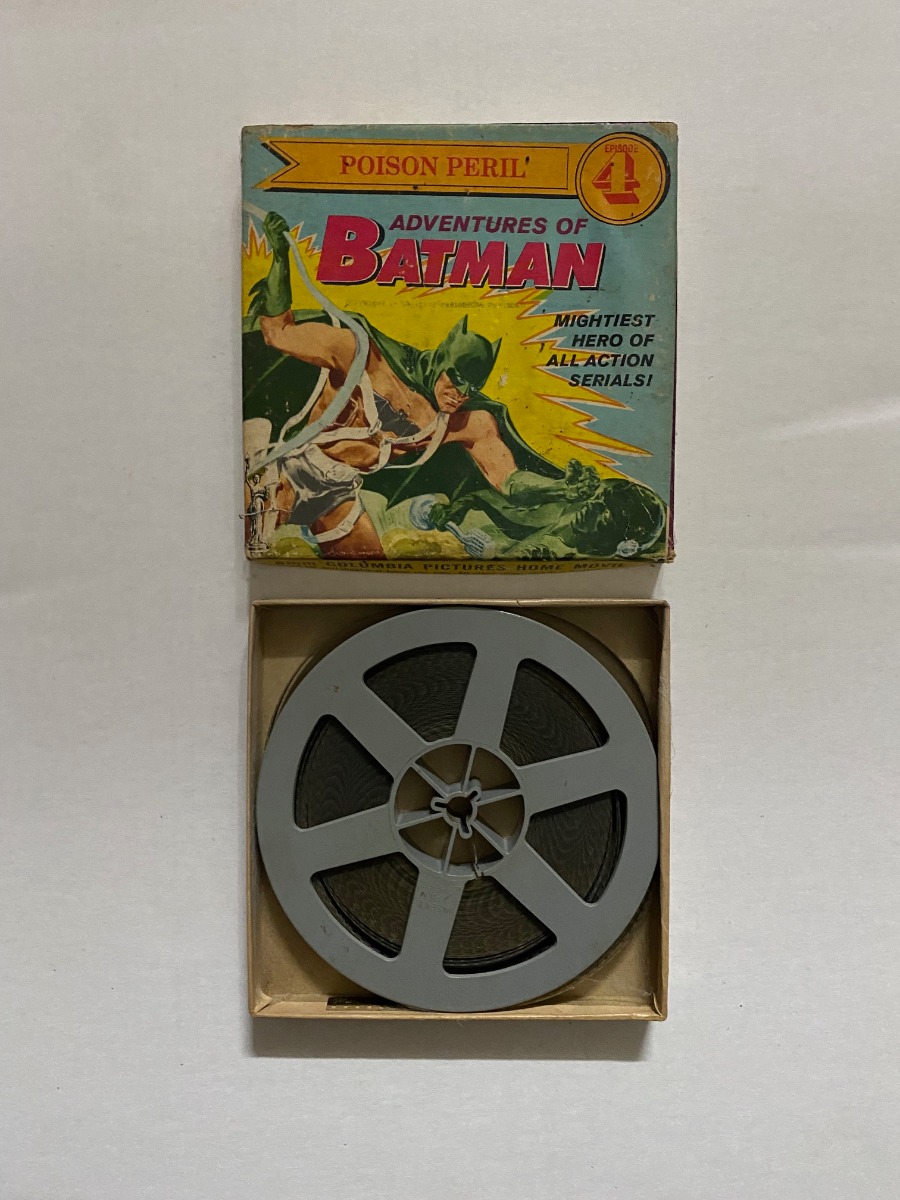 POISON PERIL
EPISODE
4
ADVENTURES OF
BATMAN
MIGHTIEST
HERO OF
ALL ACTION
SERIALS!
COLUMBIA PICTURES HOME MOVIE